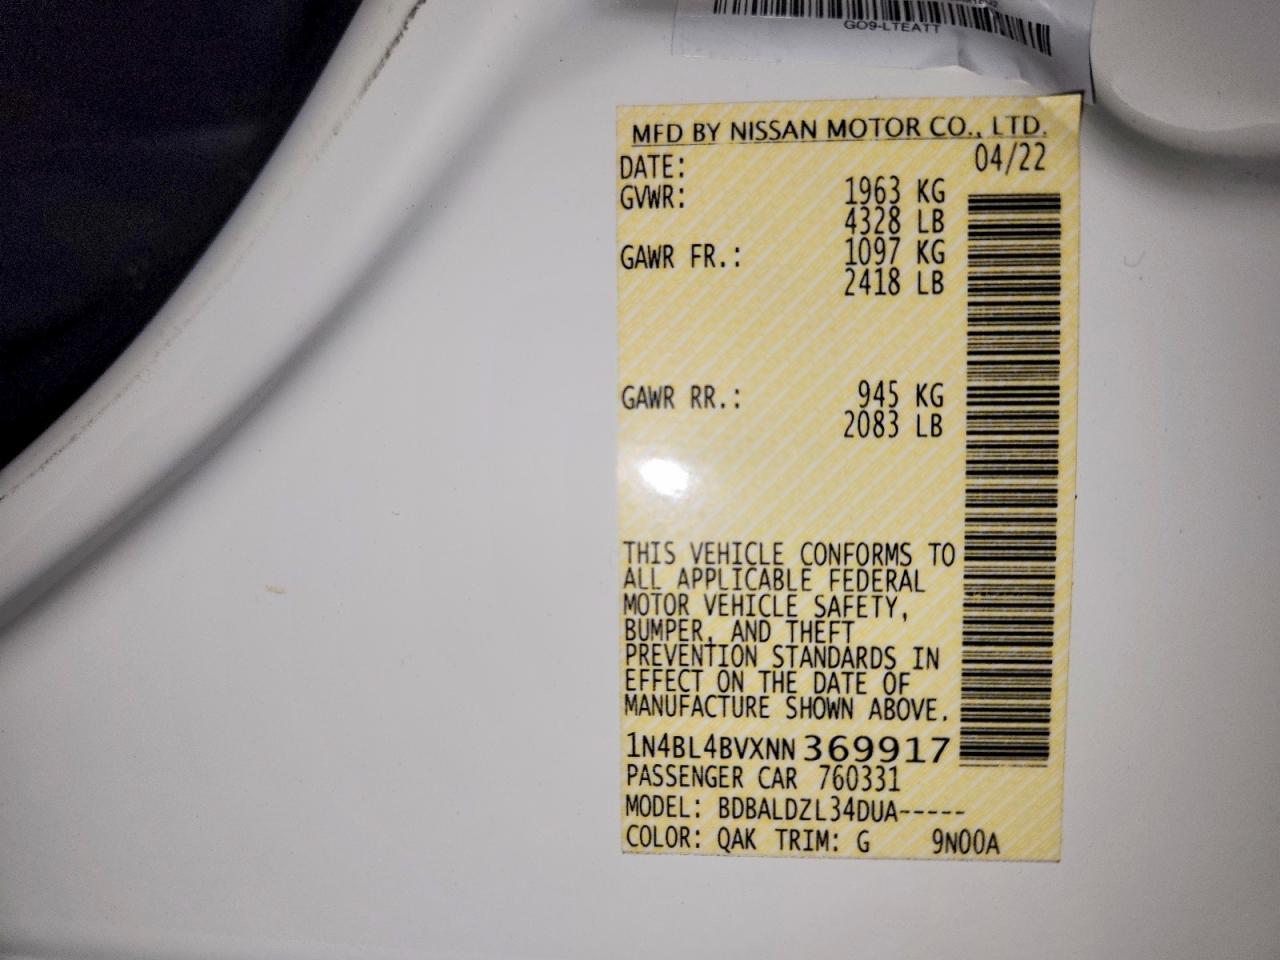 GO9-LTEATT
MFD BY NISSAN MOTOR CO., LTD.
DATE: 04/22
GVWR: 1963 KG
4328 LB
GAWR FR.: 1097 KG
2418 LB
GAWR RR.: 945 KG
2083 LB
THIS VEHICLE CONFORMS TO
ALL APPLICABLE FEDERAL
MOTOR VEHICLE SAFETY,
BUMPER, AND THEFT
PREVENTION STANDARDS IN
EFFECT ON THE DATE OF
MANUFACTURE SHOWN ABOVE.
1N4BL4BVXNN369917
PASSENGER CAR 760331
MODEL: BDBALDZL34DUA-----
COLOR: QAK TRIM: G 9N00A